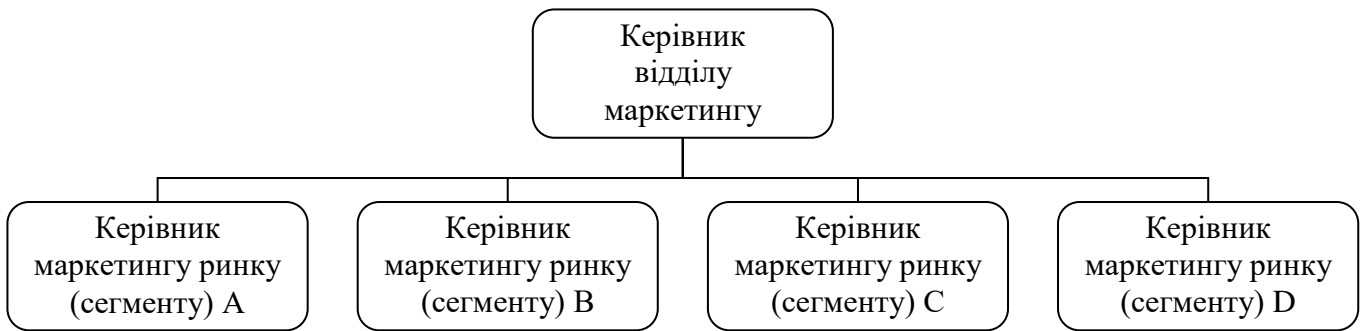 Керівник
відділу
маркетингу
Керівник
маркетингу ринку
(сегменту) A
Керівник
маркетингу ринку
(сегменту) B
Керівник
маркетингу ринку
(сегменту) C
Керівник
маркетингу ринку
(сегменту) D